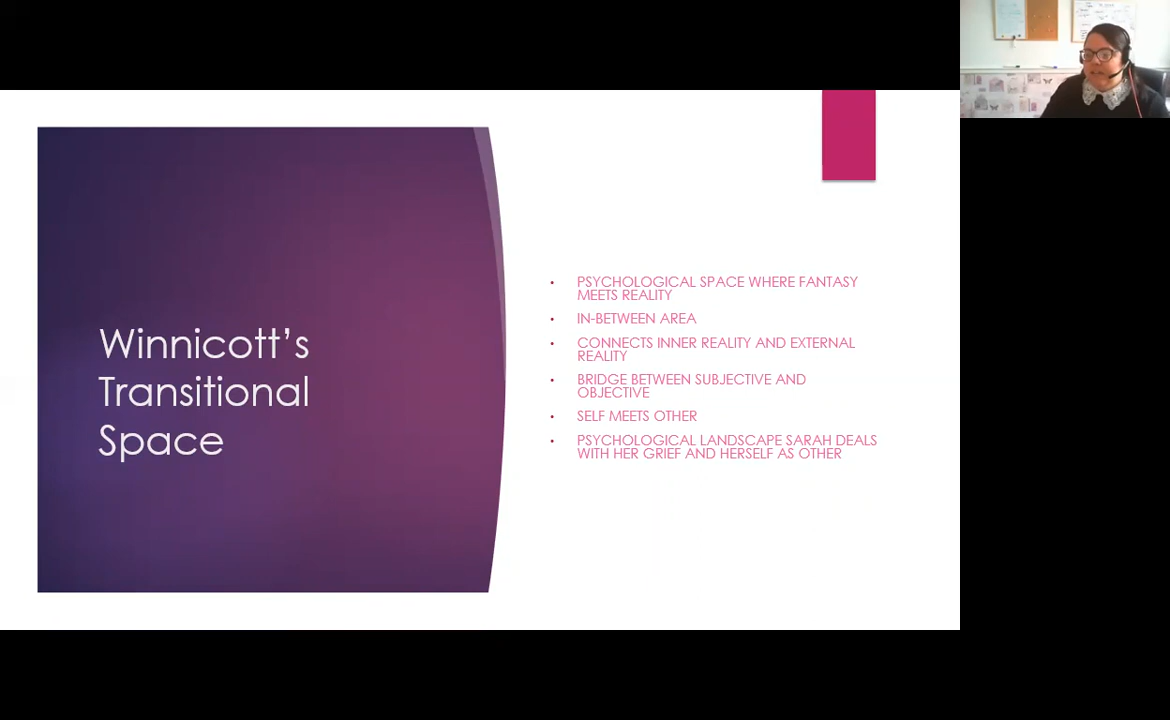 Winnicott's
Transitional
Space
• PSYCHOLOGICAL SPACE WHERE FANTASY
MEETS REALITY
• IN-BETWEEN AREA
• CONNECTS INNER REALITY AND EXTERNAL
REALITY
• BRIDGE BETWEEN SUBJECTIVE AND
OBJECTIVE
• SELF MEETS OTHER
• PSYCHOLOGICAL LANDSCAPE SARAH DEALS
WITH HER GRIEF AND HERSELF AS OTHER